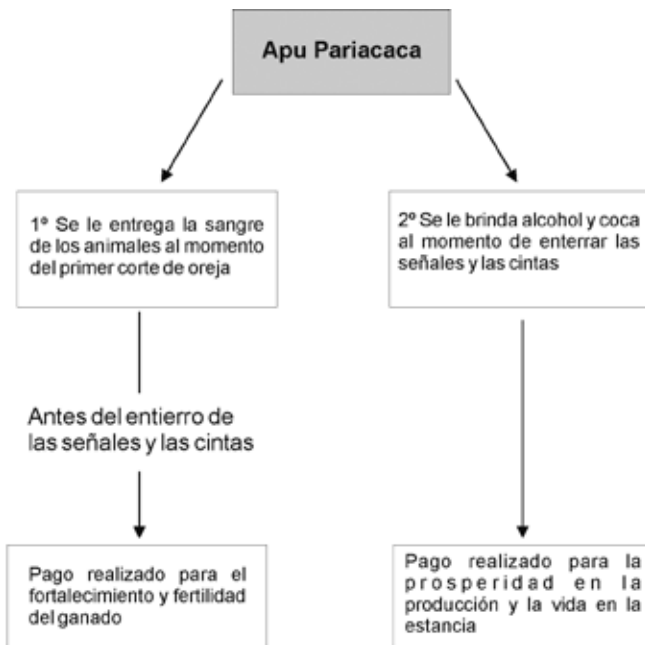 Apu Pariacaca
1º Se le entrega la sangre
de los animales al momento
del primer corte de oreja
2º Se le brinda alcohol y coca
al momento de enterrar las
señales y las cintas
Antes del entierro de
las señales y las cintas
Pago realizado para el
fortalecimiento y fertilidad
del ganado
Pago realizado para la
prosperidad en la
producción y la vida en la
estancia